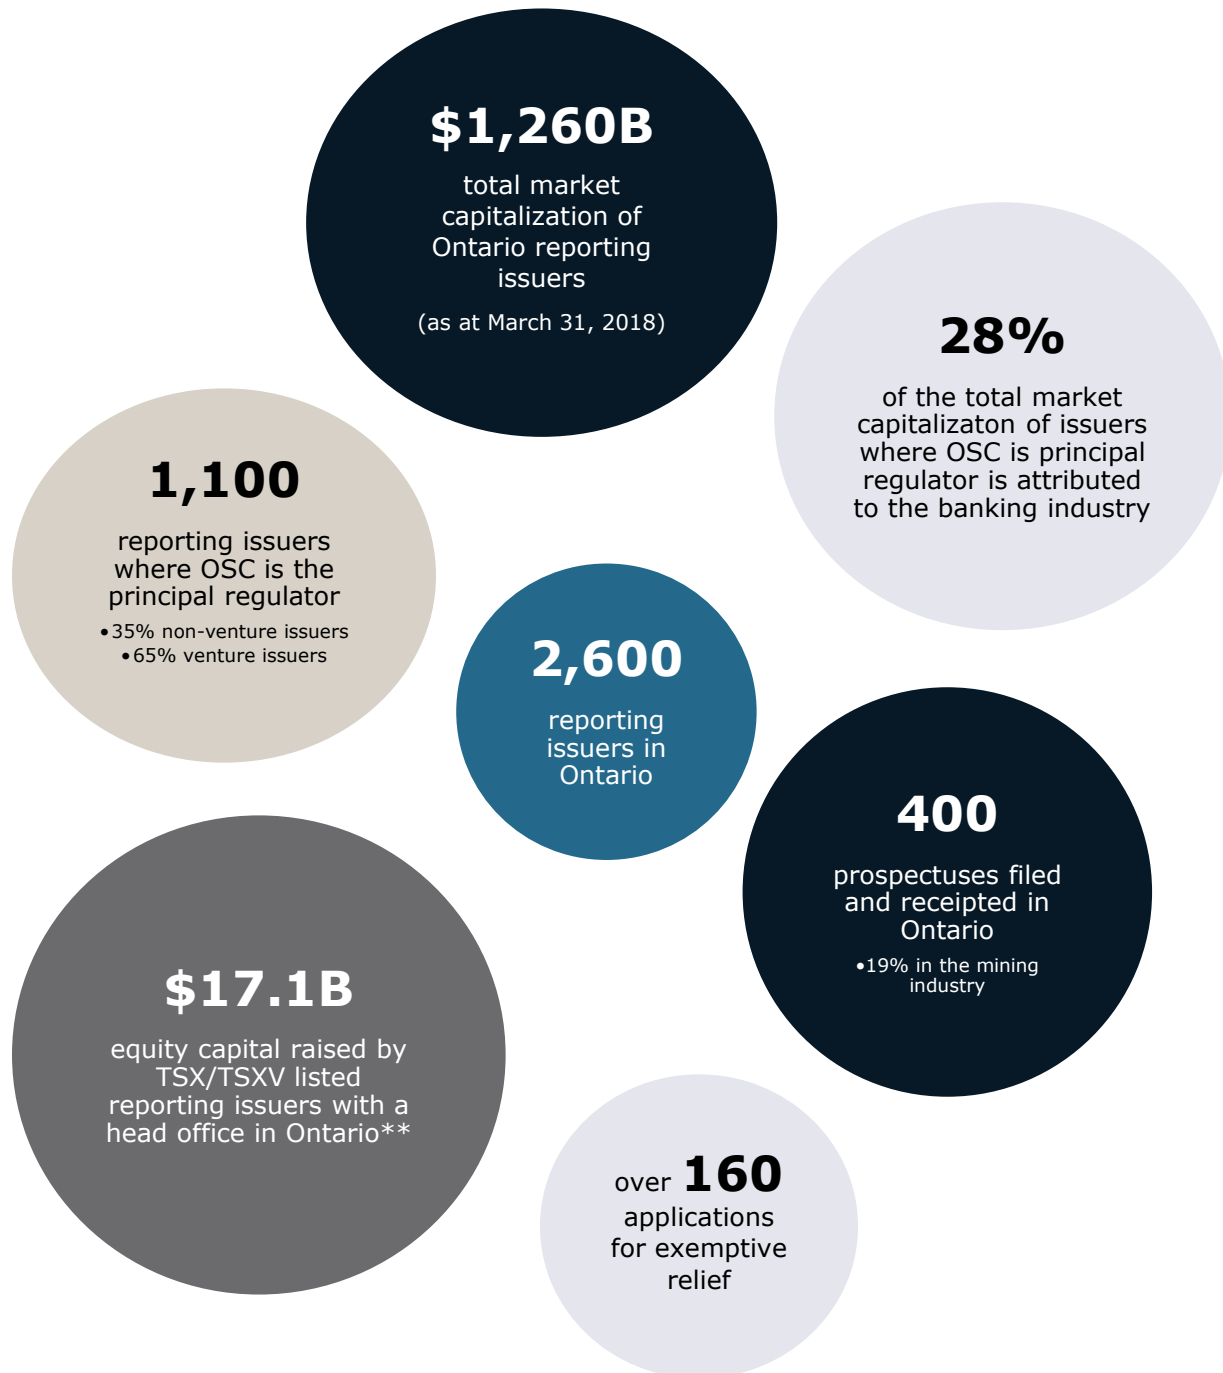 $1,260B
total market
capitalization of
Ontario reporting
issuers
(as at March 31, 2018)
28%
of the total market
capitalizaton of issuers
where OSC is principal
regulator is attributed
to the banking industry
1,100
reporting issuers
where OSC is the
principal regulator
•35% non-venture issuers
•65% venture issuers
2,600
reporting
issuers in
Ontario
400
prospectuses filed
and receipted in
Ontario
•19% in the mining
industry
$17.1B
equity capital raised by
TSX/TSXV listed
reporting issuers with a
head office in Ontario**
over 160
applications
for exemptive
relief